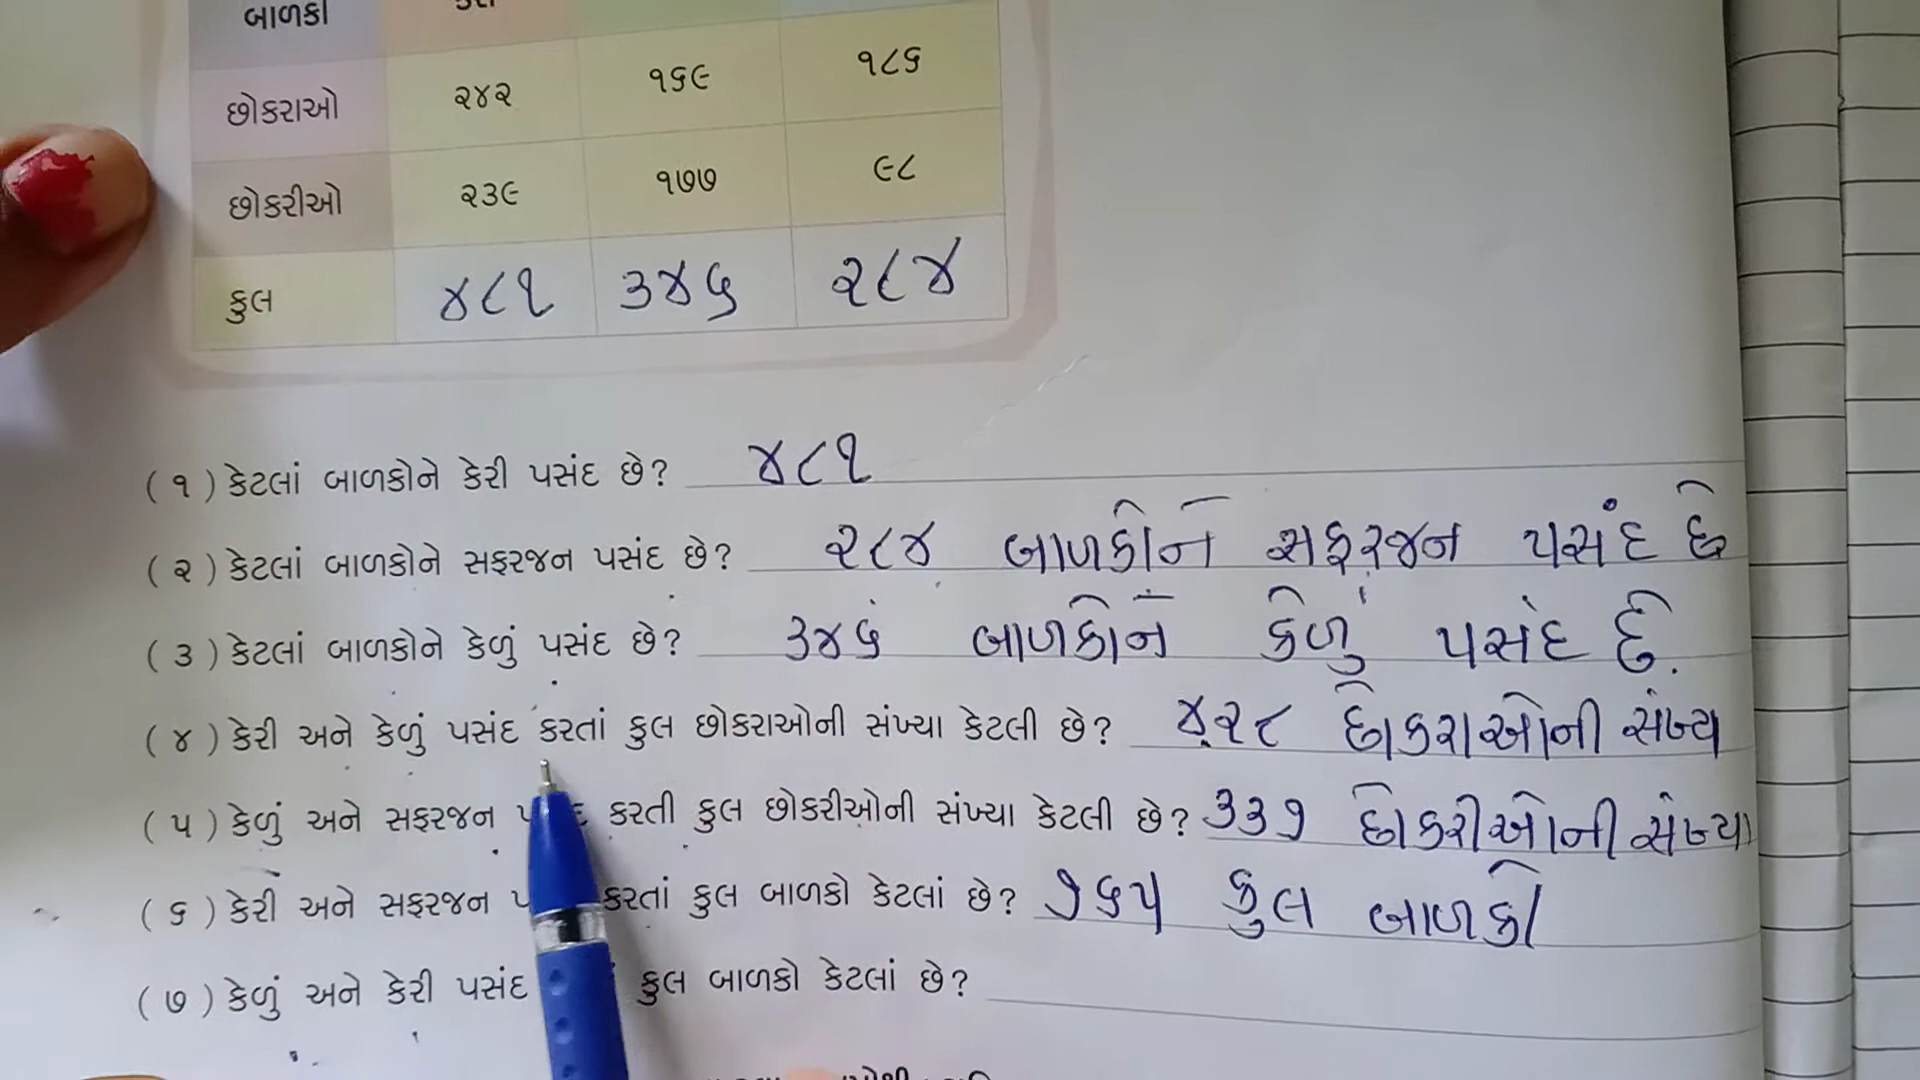 બાળકો
છોકરાઓ ૨૪૨ ૧૬૯ ૧૮૬
છોકરીઓ ૨૩૯ ૧૭૭ ૯૮
કુલ ૪૮૧ ૩૪૬ ૨૮૪
(૧) કેટલાં બાળકોને કેરી પસંદ છે? ૪૮૧
(૨) કેટલાં બાળકોને સફરજન પસંદ છે? ૨૮૪ બાળકોને સફરજન પસંદ છે
(૩) કેટલાં બાળકોને કેળું પસંદ છે? ૩૪૬ બાળકોને કેળું પસંદ છે.
(૪) કેરી અને કેળું પસંદ કરતાં કુલ છોકરાઓની સંખ્યા કેટલી છે? ૪૨૮ છોકરાઓની સંખ્ય
(૫) કેળું અને સફરજન કરતી કુલ છોકરીઓની સંખ્યા કેટલી છે? ૩૩૭ છોકરીઓની સંખ્યા
(૬) કેરી અને સફરજન કરતાં કુલ બાળકો કેટલાં છે? ૭૬૫ કુલ બાળકો
(૭) કેળું અને કેરી પસંદ કુલ બાળકો કેટલાં છે?